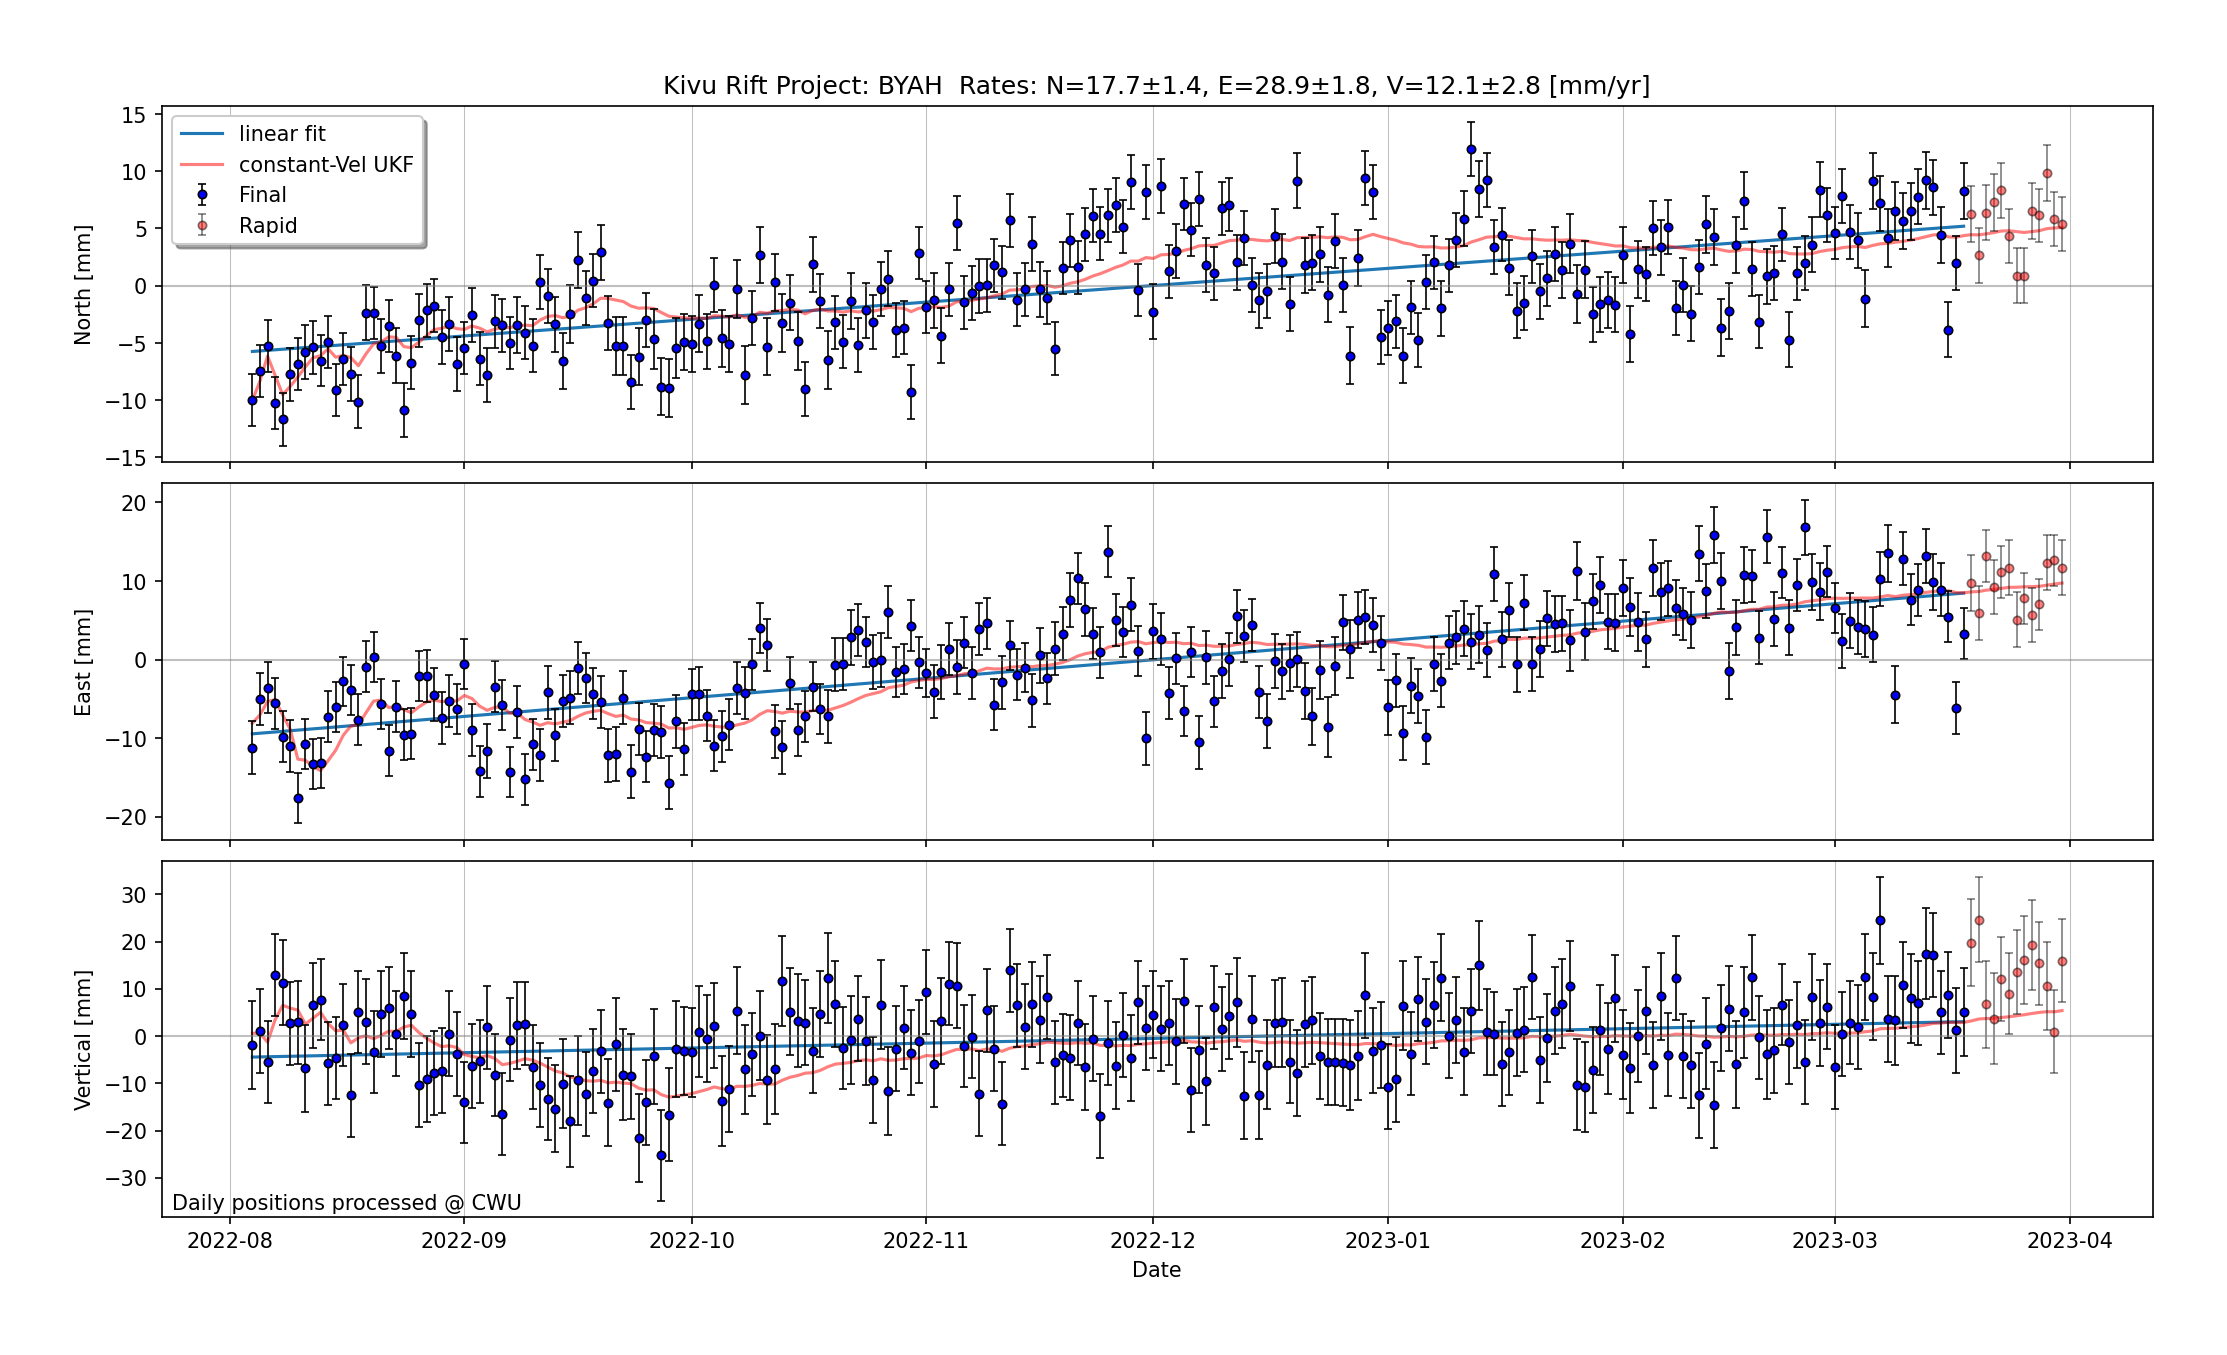 Kivu Rift Project: BYAH  Rates: N=17.7±1.4, E=28.9±1.8, V=12.1±2.8 [mm/yr]
linear fit
constant-Vel UKF
Final
Rapid
North [mm]
15
10
5
0
−5
−10
−15
East [mm]
20
10
0
−10
−20
Vertical [mm]
30
20
10
0
−10
−20
−30
Daily positions processed @ CWU
2022-08 2022-09 2022-10 2022-11 2022-12 2023-01 2023-02 2023-03 2023-04
Date